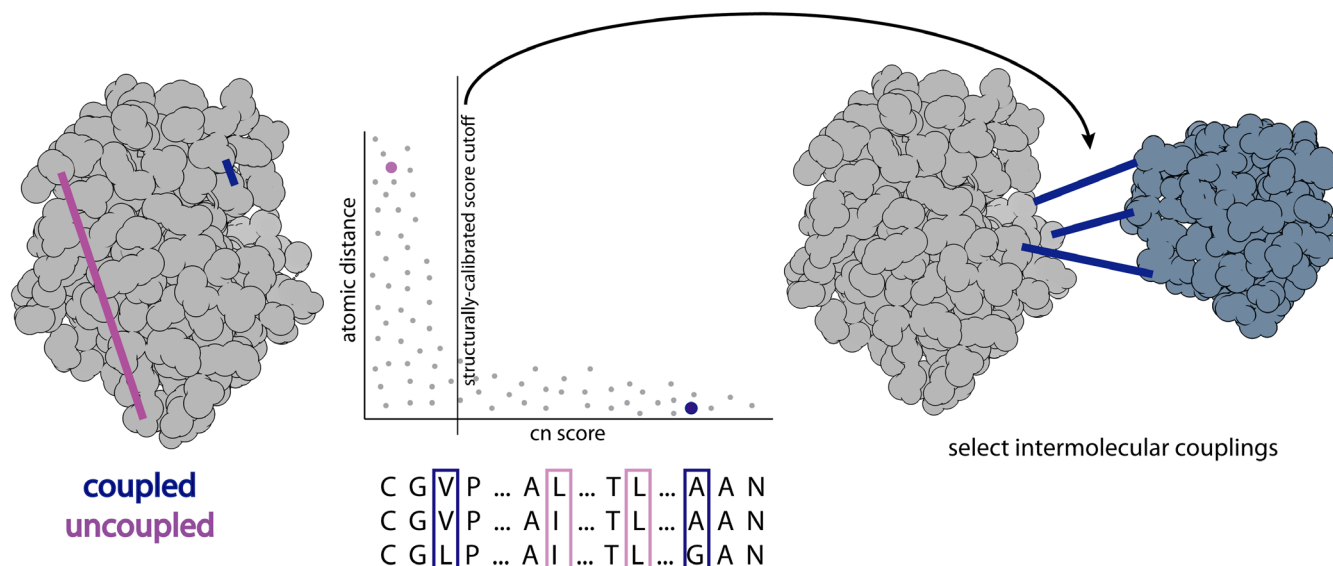 coupled
uncoupled
atomic distance
structurally-calibrated score cutoff
cn score
C G V P ... A L ... T L ... A A N
C G V P ... A I ... T L ... A A N
C G L P ... A I ... T L ... G A N
select intermolecular couplings